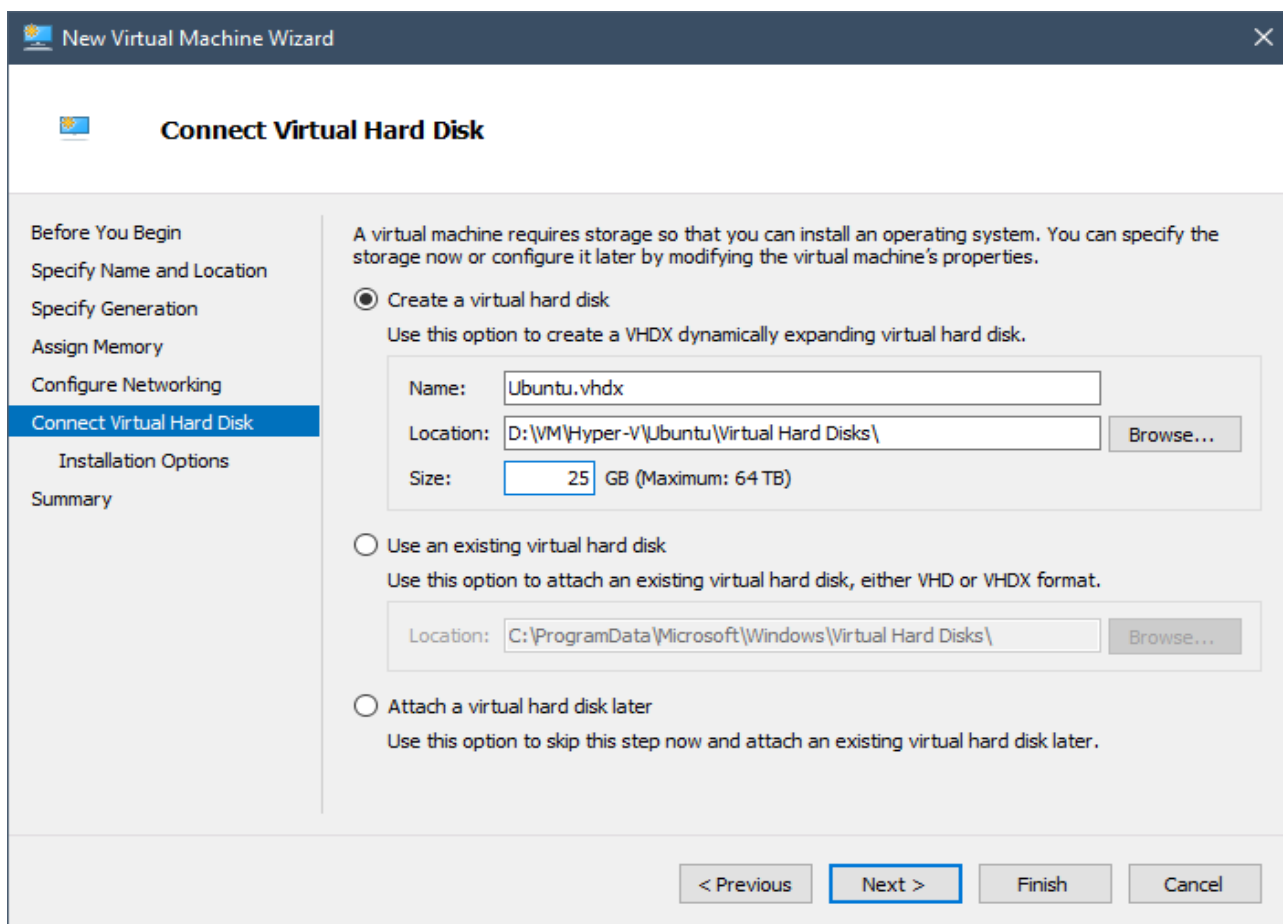 New Virtual Machine Wizard
Connect Virtual Hard Disk
Before You Begin
Specify Name and Location
Specify Generation
Assign Memory
Configure Networking
Connect Virtual Hard Disk
Installation Options
Summary
A virtual machine requires storage so that you can install an operating system. You can specify the
storage now or configure it later by modifying the virtual machine's properties.
Create a virtual hard disk
Use this option to create a VHDX dynamically expanding virtual hard disk.
Name: Ubuntu.vhdx
Location: D:\VM\Hyper-V\Ubuntu\Virtual Hard Disks\ Browse...
Size: 25 GB (Maximum: 64 TB)
Use an existing virtual hard disk
Use this option to attach an existing virtual hard disk, either VHD or VHDX format.
Location: C:\ProgramData\Microsoft\Windows\Virtual Hard Disks\ Browse...
Attach a virtual hard disk later
Use this option to skip this step now and attach an existing virtual hard disk later.
< Previous Next > Finish Cancel